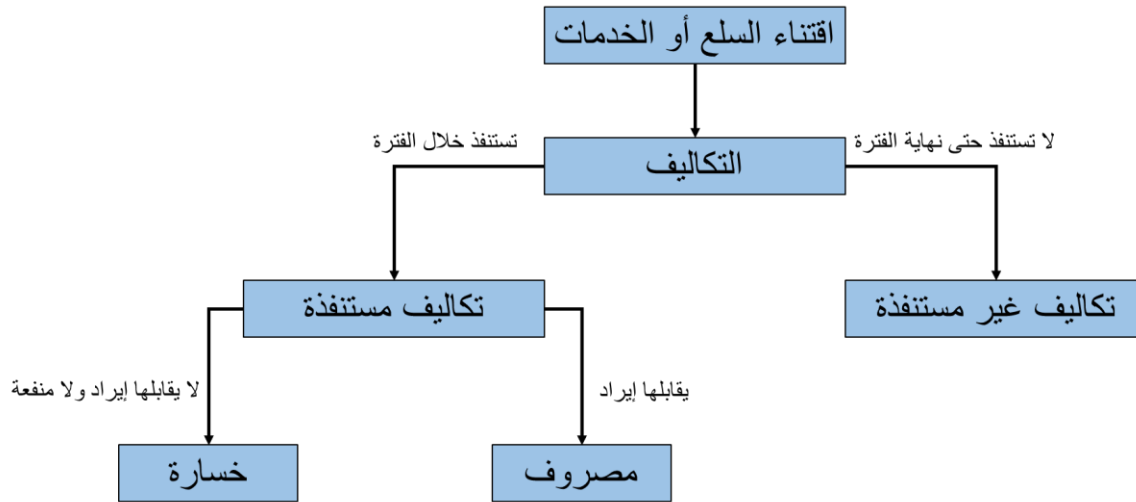 اقتناء السلع أو الخدمات
لا تستنفذ حتى نهاية الفترة
تستنفذ خلال الفترة
التكاليف
تكاليف غير مستنفذة
تكاليف مستنفذة
يقابلها إيراد
لا يقابلها إيراد ولا منفعة
مصروف
خسارة